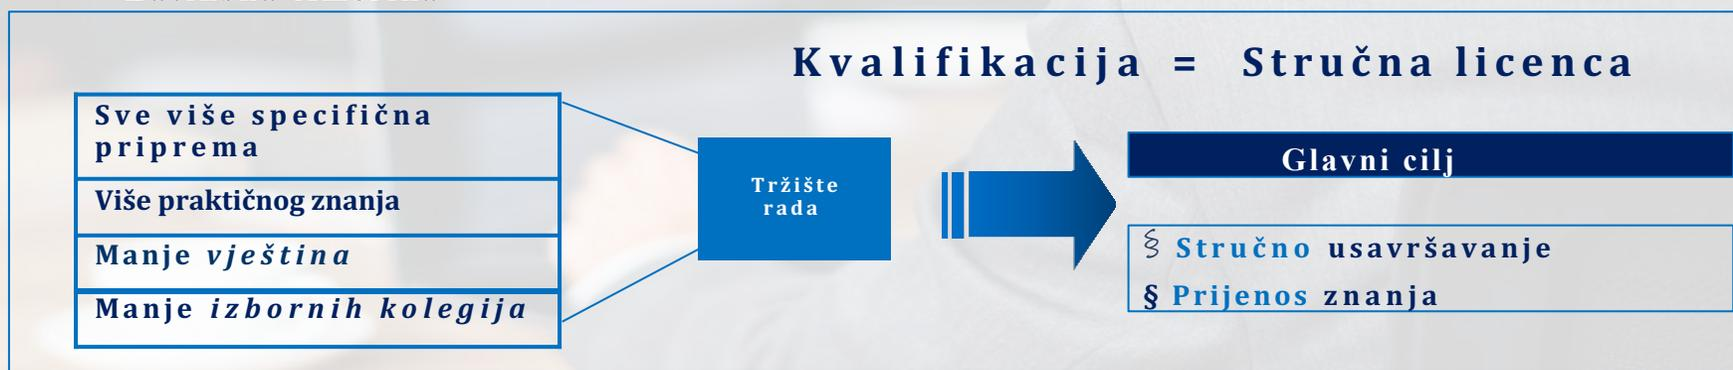 Kvalifikacija = Stručna licenca
Sve više specifična
priprema
Više praktičnog znanja
Manje vještina
Manje izbornih kolegija
Tržište
rada
Glavni cilj
§ Stručno usavršavanje
§ Prijenos znanja